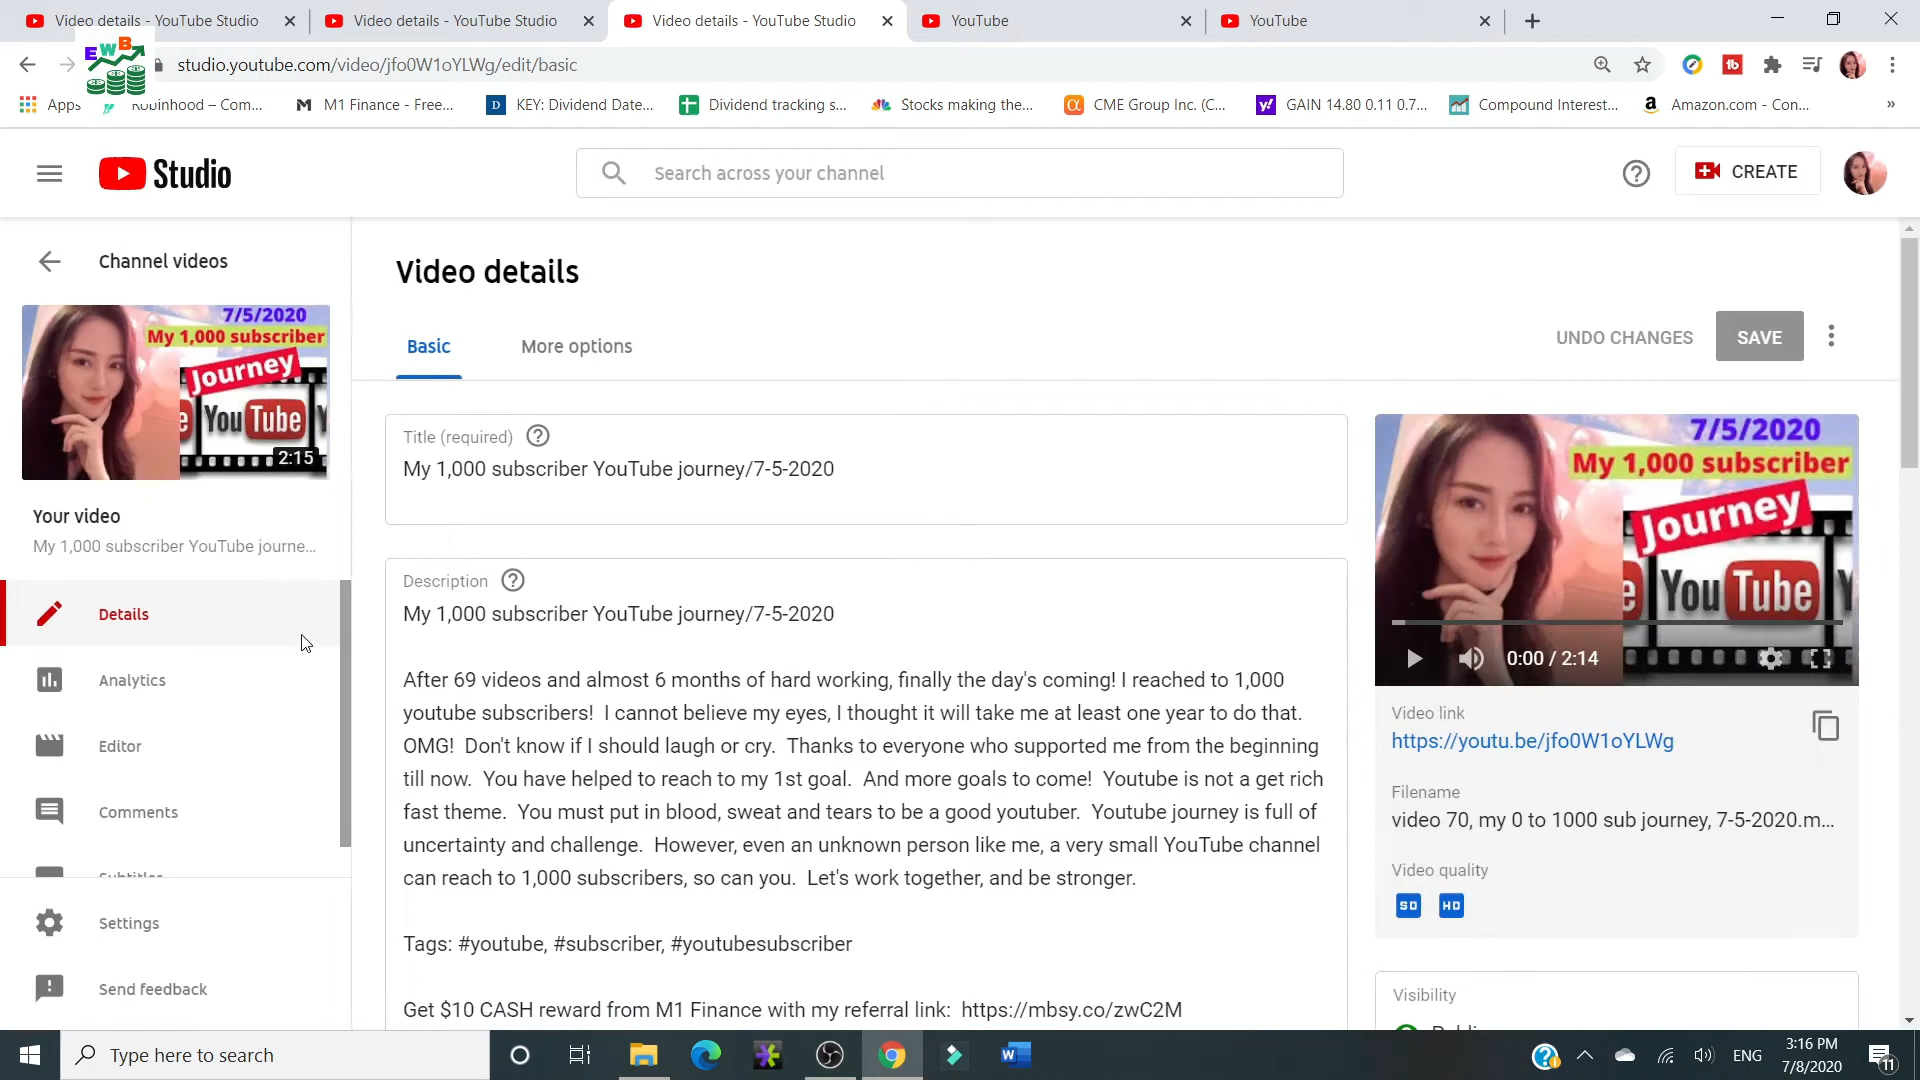 Video details - YouTube Studio
Video details - YouTube Studio
Video details - YouTube Studio
YouTube
YouTube
EWB
studio.youtube.com/video/jfo0W1oYLWg/edit/basic
Apps
Robinhood – Com...
M1 Finance - Free...
KEY: Dividend Date...
Dividend tracking s...
Stocks making the...
CME Group Inc. (C...
GAIN 14.80 0.11 0.7...
Compound Interest...
Amazon.com - Con...
»
Studio
Search across your channel
CREATE
Channel videos
7/5/2020
My 1,000 subscriber
Journey
YouTube
2:15
Your video
My 1,000 subscriber YouTube journe...
Details
Analytics
Editor
Comments
Subtitles
Settings
Send feedback
Video details
Basic
More options
UNDO CHANGES
SAVE
Title (required)
My 1,000 subscriber YouTube journey/7-5-2020
Description
My 1,000 subscriber YouTube journey/7-5-2020
After 69 videos and almost 6 months of hard working, finally the day's coming! I reached to 1,000
youtube subscribers!  I cannot believe my eyes, I thought it will take me at least one year to do that.
OMG!  Don't know if I should laugh or cry.  Thanks to everyone who supported me from the beginning
till now.  You have helped to reach to my 1st goal.  And more goals to come!  Youtube is not a get rich
fast theme.  You must put in blood, sweat and tears to be a good youtuber.  Youtube journey is full of
uncertainty and challenge.  However, even an unknown person like me, a very small YouTube channel
can reach to 1,000 subscribers, so can you.  Let's work together, and be stronger.
Tags: #youtube, #subscriber, #youtubesubscriber
Get $10 CASH reward from M1 Finance with my referral link:  https://mbsy.co/zwC2M
7/5/2020
My 1,000 subscriber
Journey
YouTube
0:00 / 2:14
Video link
https://youtu.be/jfo0W1oYLWg
Filename
video 70, my 0 to 1000 sub journey, 7-5-2020.m...
Video quality
SD HD
Visibility
Public
Type here to search
ENG
3:16 PM
7/8/2020
11